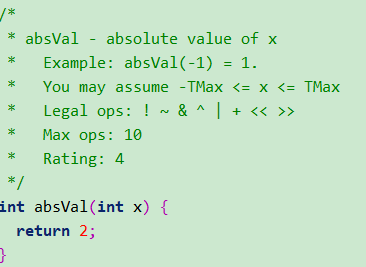 /*
 * absVal - absolute value of x
 *   Example: absVal(-1) = 1.
 *   You may assume -TMax <= x <= TMax
 *   Legal ops: ! ~ & ^ | + << >>
 *   Max ops: 10
 *   Rating: 4
 */
int absVal(int x) {
  return 2;
}